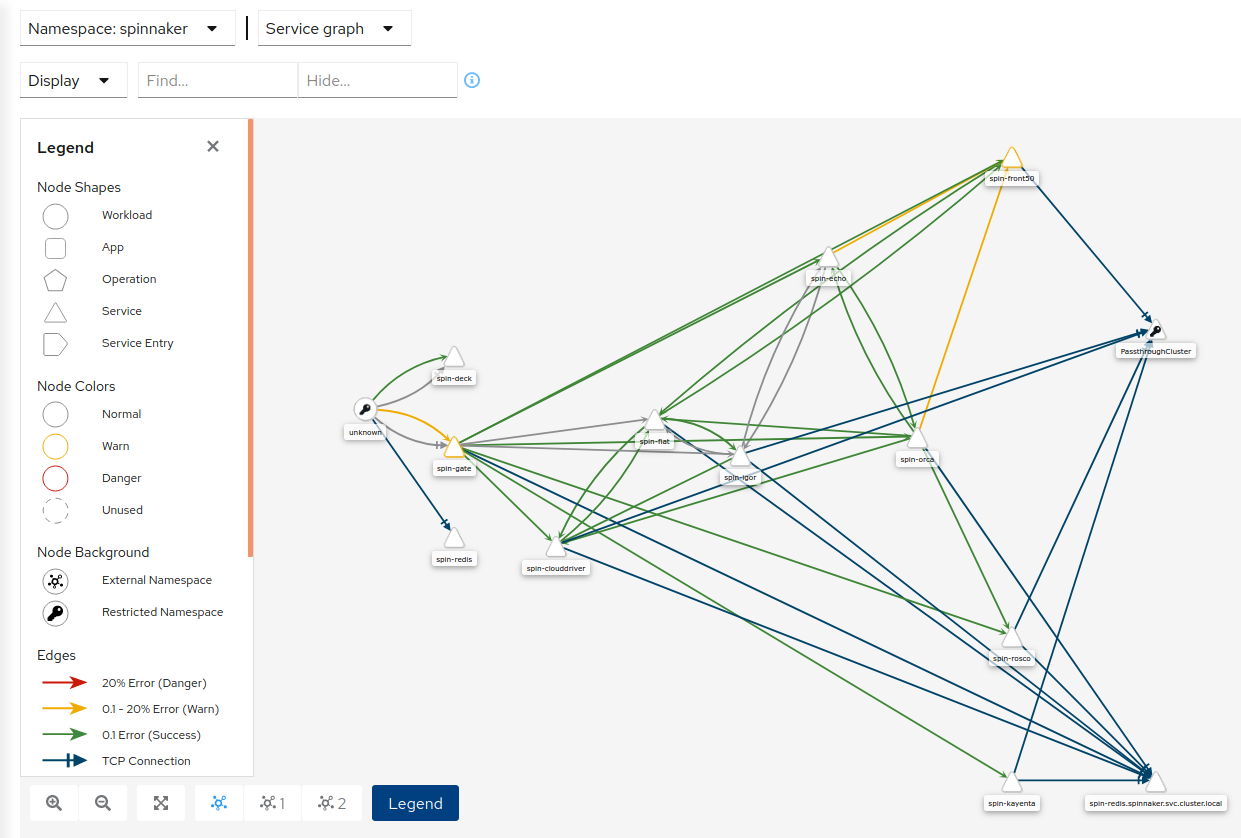 Namespace: spinnaker
Service graph
Display
Find...
Hide...
Legend
Node Shapes
Workload
App
Operation
Service
Service Entry
Node Colors
Normal
Warn
Danger
Unused
Node Background
External Namespace
Restricted Namespace
Edges
20% Error (Danger)
0.1 - 20% Error (Warn)
0.1 Error (Success)
TCP Connection
1
2
Legend
spin-front50
spin-echo
PassthroughCluster
spin-deck
unknown
spin-fiat
spin-gate
spin-igor
spin-orca
spin-redis
spin-clouddriver
spin-rosco
spin-kayenta
spin-redis.spinnaker.svc.cluster.local